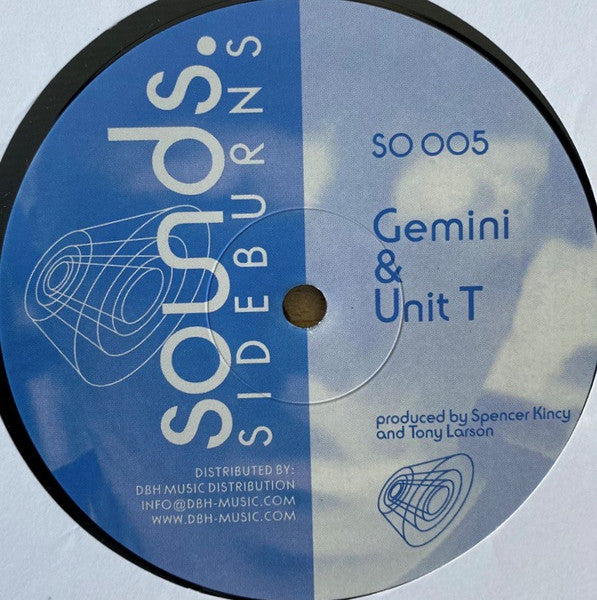 sounds.
SIDEBURNS
SO 005
Gemini
&
Unit T
produced by Spencer Kincy
and Tony Larson
DISTRIBUTED BY:
DBH MUSIC DISTRIBUTION
INFO@DBH-MUSIC.COM
WWW.DBH-MUSIC.COM